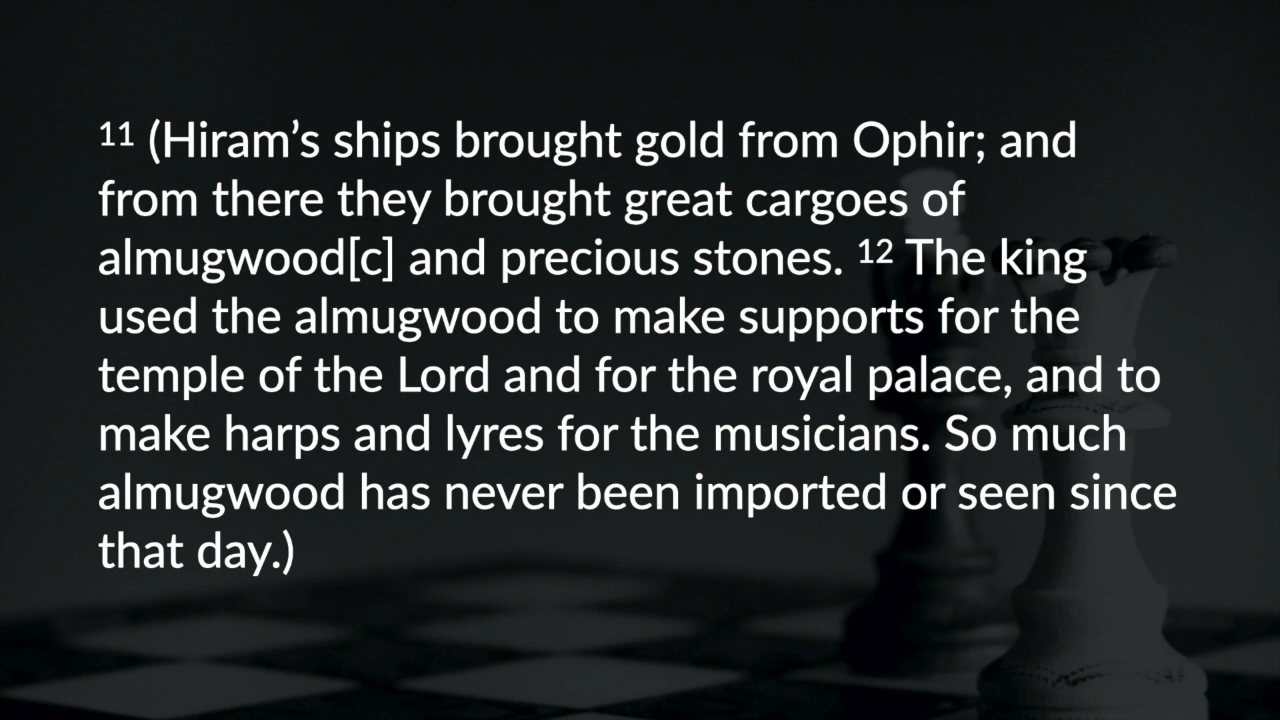 11 (Hiram’s ships brought gold from Ophir; and
from there they brought great cargoes of
almugwood[c] and precious stones. 12 The king
used the almugwood to make supports for the
temple of the Lord and for the royal palace, and to
make harps and lyres for the musicians. So much
almugwood has never been imported or seen since
that day.)